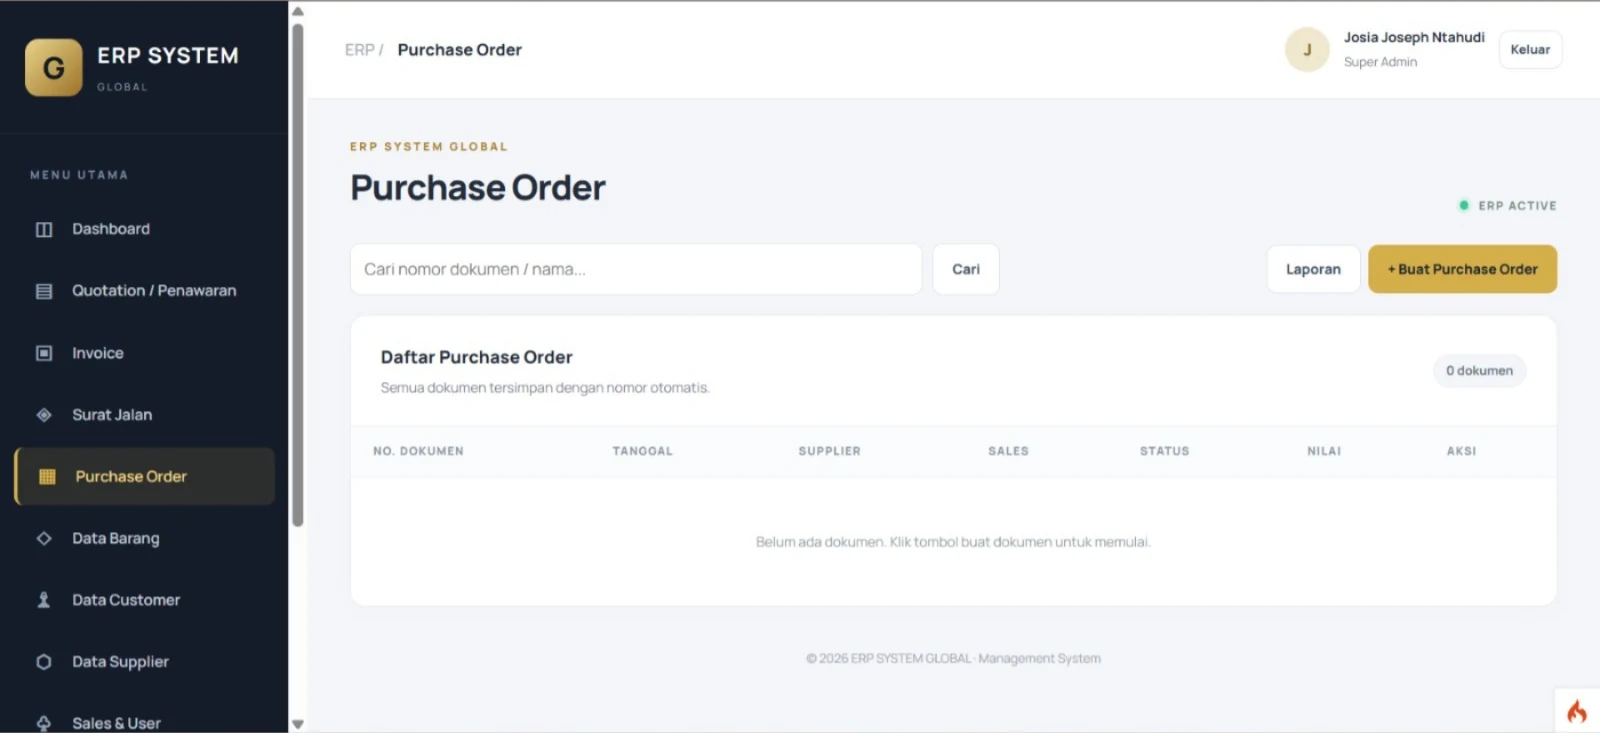 G
ERP SYSTEM
GLOBAL
MENU UTAMA
Dashboard
Quotation / Penawaran
Invoice
Surat Jalan
Purchase Order
Data Barang
Data Customer
Data Supplier
Sales & User
ERP / Purchase Order
J
Josia Joseph Ntahudi
Super Admin
Keluar
ERP SYSTEM GLOBAL
Purchase Order
ERP ACTIVE
Cari nomor dokumen / nama...
Cari
Laporan
+ Buat Purchase Order
Daftar Purchase Order
Semua dokumen tersimpan dengan nomor otomatis.
0 dokumen
NO. DOKUMEN TANGGAL SUPPLIER SALES STATUS NILAI AKSI
Belum ada dokumen. Klik tombol buat dokumen untuk memulai.
© 2026 ERP SYSTEM GLOBAL · Management System